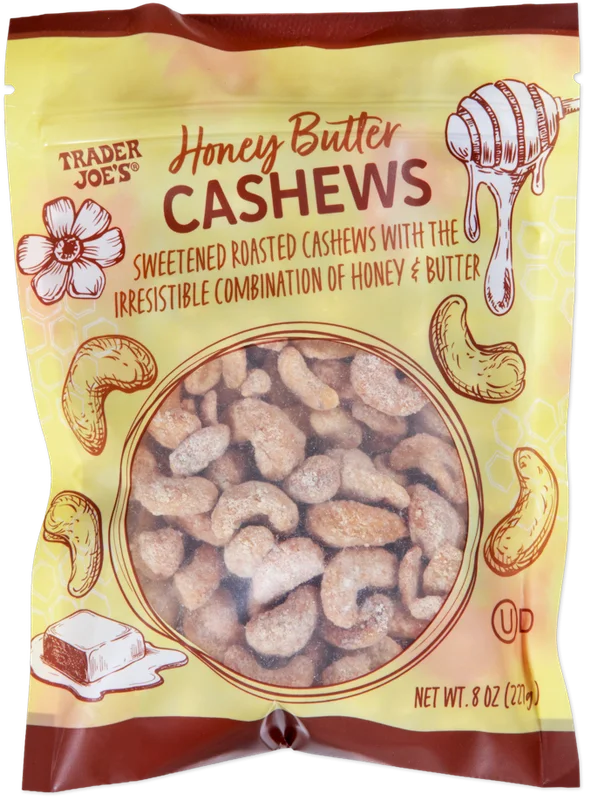 TRADER
JOE'S®
Honey Butter
CASHEWS
SWEETENED ROASTED CASHEWS WITH THE
IRRESISTIBLE COMBINATION OF HONEY & BUTTER
U D
NET WT. 8 OZ (227g)